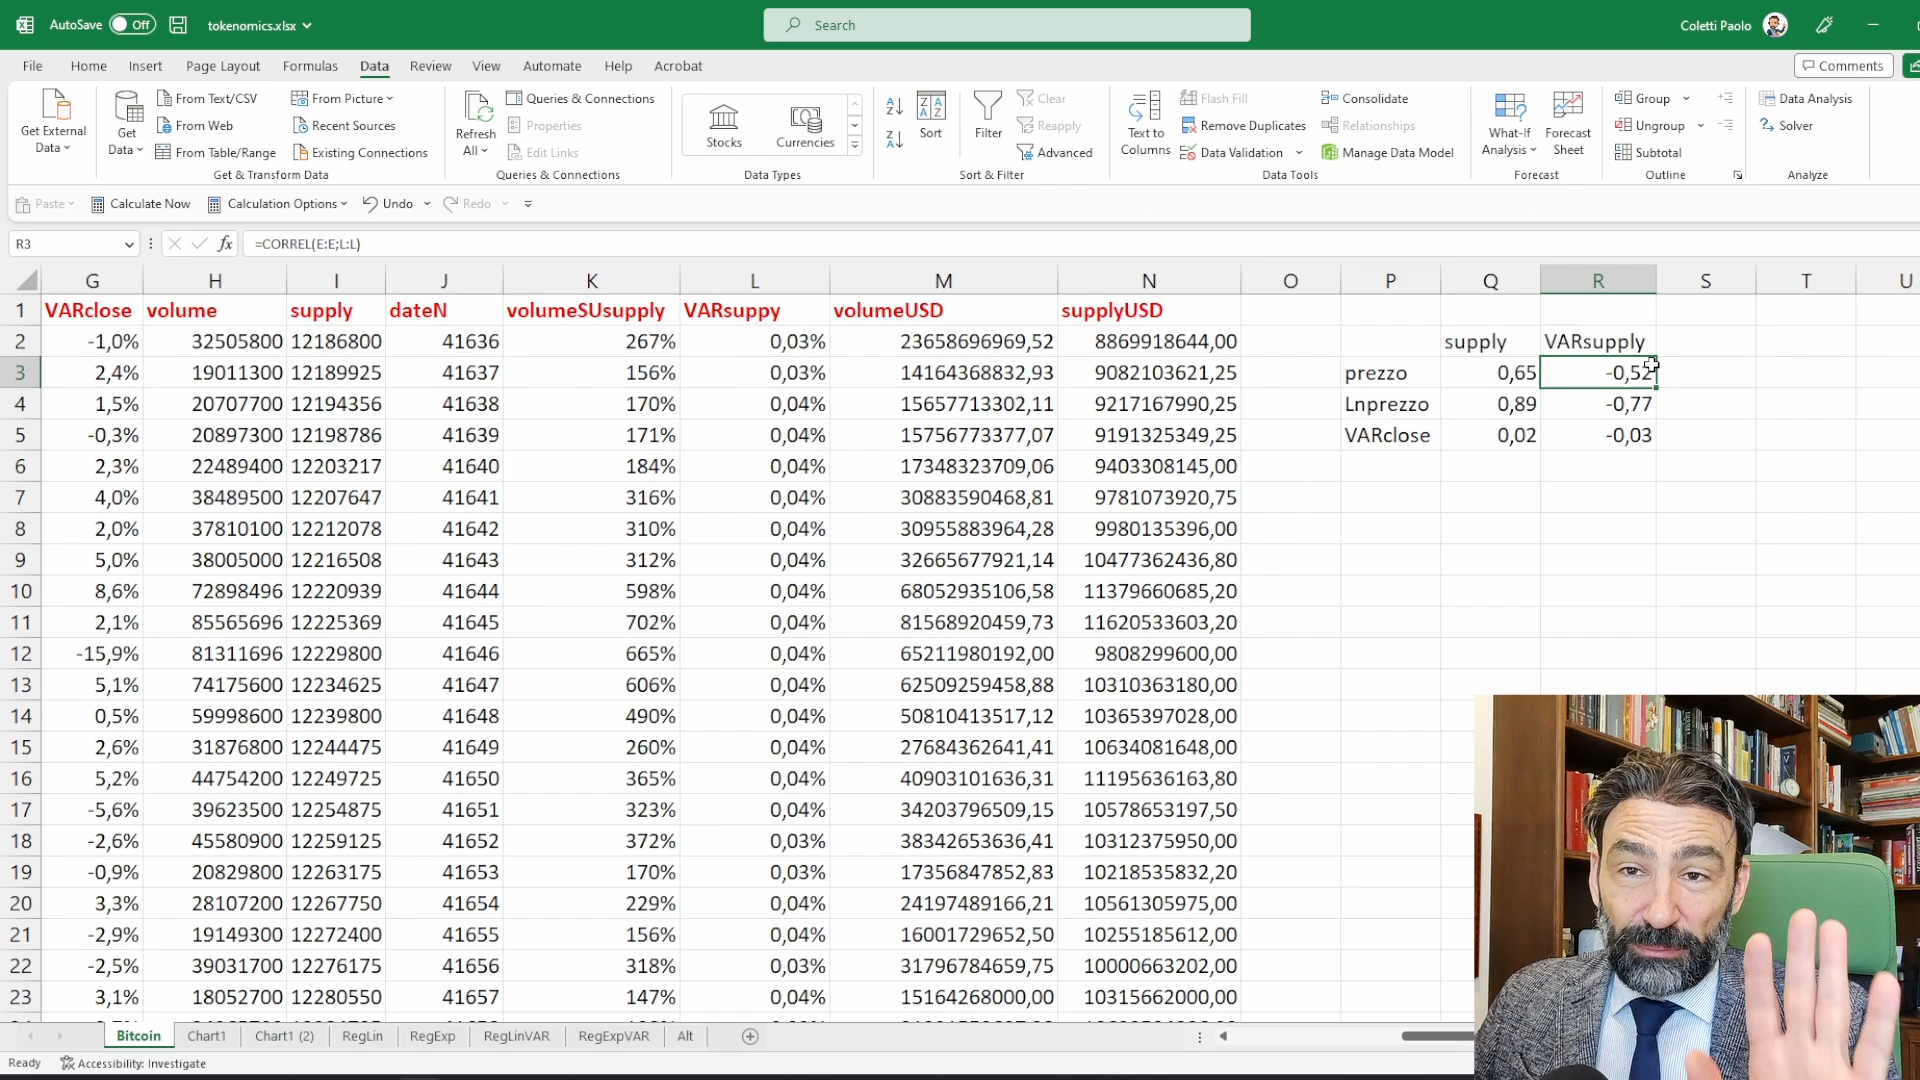 AutoSave Off tokenomics.xlsx Search Coletti Paolo
File Home Insert Page Layout Formulas Data Review View Automate Help Acrobat Comments
Get External Data
Get Data
From Text/CSV
From Web
From Table/Range
From Picture
Recent Sources
Existing Connections
Get & Transform Data
Refresh All
Queries & Connections
Properties
Edit Links
Queries & Connections
Stocks
Currencies
Data Types
Sort
Filter
Clear
Reapply
Advanced
Sort & Filter
Text to Columns
Flash Fill
Remove Duplicates
Data Validation
Consolidate
Relationships
Manage Data Model
Data Tools
What-If Analysis
Forecast Sheet
Forecast
Group
Ungroup
Subtotal
Outline
Data Analysis
Solver
Analyze
Paste Calculate Now Calculation Options Undo Redo
R3 fx =CORREL(E:E;L:L)
G H I J K L M N O P Q R S T U
1 VARclose volume supply dateN volumeSUsupply VARsuppy volumeUSD supplyUSD
2 -1,0% 32505800 12186800 41636 267% 0,03% 23658696969,52 8869918644,00 supply VARsupply
3 2,4% 19011300 12189925 41637 156% 0,03% 14164368832,93 9082103621,25 prezzo 0,65 -0,52
4 1,5% 20707700 12194356 41638 170% 0,04% 15657713302,11 9217167990,25 Lnprezzo 0,89 -0,77
5 -0,3% 20897300 12198786 41639 171% 0,04% 15756773377,07 9191325349,25 VARclose 0,02 -0,03
6 2,3% 22489400 12203217 41640 184% 0,04% 17348323709,06 9403308145,00
7 4,0% 38489500 12207647 41641 316% 0,04% 30883590468,81 9781073920,75
8 2,0% 37810100 12212078 41642 310% 0,04% 30955883964,28 9980135396,00
9 5,0% 38005000 12216508 41643 312% 0,04% 32665677921,14 10477362436,80
10 8,6% 72898496 12220939 41644 598% 0,04% 68052935106,58 11379660685,20
11 2,1% 85565696 12225369 41645 702% 0,04% 81568920459,73 11620533603,20
12 -15,9% 81311696 12229800 41646 665% 0,04% 65211980192,00 9808299600,00
13 5,1% 74175600 12234625 41647 606% 0,04% 62509259458,88 10310363180,00
14 0,5% 59998600 12239800 41648 490% 0,04% 50810413517,12 10365397028,00
15 2,6% 31876800 12244475 41649 260% 0,04% 27684362641,41 10634081648,00
16 5,2% 44754200 12249725 41650 365% 0,04% 40903101636,31 11195636163,80
17 -5,6% 39623500 12254875 41651 323% 0,04% 34203796509,15 10578653197,50
18 -2,6% 45580900 12259125 41652 372% 0,03% 38342653636,41 10312375950,00
19 -0,9% 20829800 12263175 41653 170% 0,03% 17356847852,83 10218535832,20
20 3,3% 28107200 12267750 41654 229% 0,04% 24197489166,21 10561305975,00
21 -2,9% 19149300 12272400 41655 156% 0,04% 16001729652,50 10255185612,00
22 -2,5% 39031700 12276175 41656 318% 0,03% 31796784659,75 10000663202,00
23 3,1% 18052700 12280550 41657 147% 0,04% 15164268000,00 10315662000,00
Bitcoin Chart1 Chart1 (2) RegLin RegExp RegLinVAR RegExpVAR Alt
Ready Accessibility: Investigate